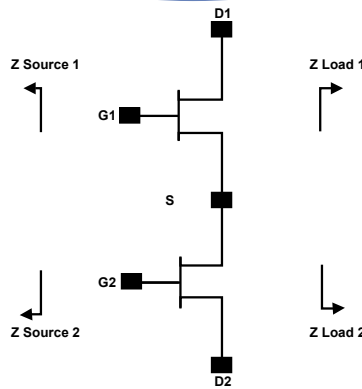 D1
Z Source 1
Z Load 1
G1
S
G2
Z Source 2
Z Load 2
D2